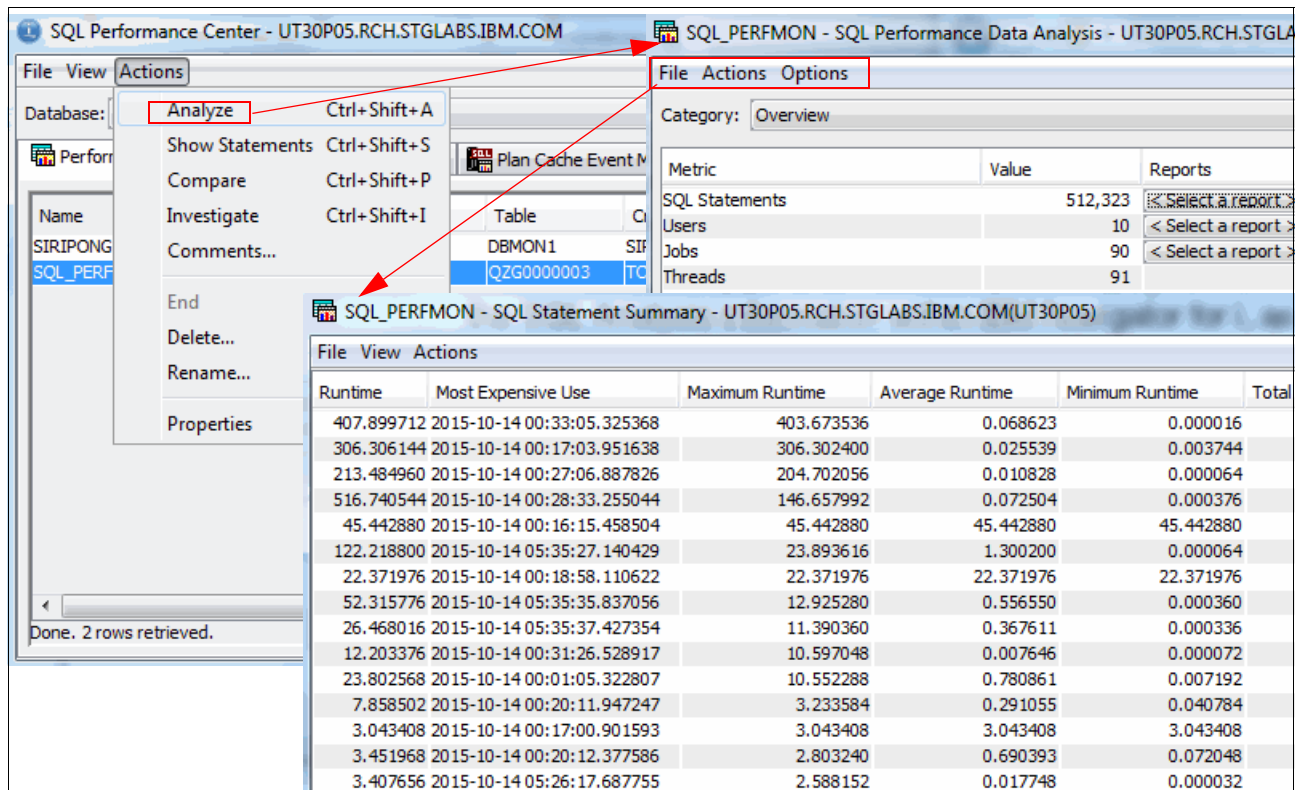 SQL Performance Center - UT30P05.RCH.STGLABS.IBM.COM
File View Actions
Database:
Analyze Ctrl+Shift+A
Show Statements Ctrl+Shift+S
Compare Ctrl+Shift+P
Investigate Ctrl+Shift+I
Comments...
End
Delete...
Rename...
Properties
Perforr
Plan Cache Event M
Name Table Cr
SIRIPONG DBMON1 SIF
SQL_PERF QZG0000003 TO
Done. 2 rows retrieved.
SQL_PERFMON - SQL Performance Data Analysis - UT30P05.RCH.STGLA
File Actions Options
Category: Overview
Metric Value Reports
SQL Statements 512,323 < Select a report >
Users 10 < Select a report >
Jobs 90 < Select a report >
Threads 91
SQL_PERFMON - SQL Statement Summary - UT30P05.RCH.STGLABS.IBM.COM(UT30P05)
File View Actions
Runtime Most Expensive Use Maximum Runtime Average Runtime Minimum Runtime Total
407.899712 2015-10-14 00:33:05.325368 403.673536 0.068623 0.000016
306.306144 2015-10-14 00:17:03.951638 306.302400 0.025539 0.003744
213.484960 2015-10-14 00:27:06.887826 204.702056 0.010828 0.000064
516.740544 2015-10-14 00:28:33.255044 146.657992 0.072504 0.000376
45.442880 2015-10-14 00:16:15.458504 45.442880 45.442880 45.442880
122.218800 2015-10-14 05:35:27.140429 23.893616 1.300200 0.000064
22.371976 2015-10-14 00:18:58.110622 22.371976 22.371976 22.371976
52.315776 2015-10-14 05:35:35.837056 12.925280 0.556550 0.000360
26.468016 2015-10-14 05:35:37.427354 11.390360 0.367611 0.000336
12.203376 2015-10-14 00:31:26.528917 10.597048 0.007646 0.000072
23.802568 2015-10-14 00:01:05.322807 10.552288 0.780861 0.007192
7.858502 2015-10-14 00:20:11.947247 3.233584 0.291055 0.040784
3.043408 2015-10-14 00:17:00.901593 3.043408 3.043408 3.043408
3.451968 2015-10-14 00:20:12.377586 2.803240 0.690393 0.072048
3.407656 2015-10-14 05:26:17.687755 2.588152 0.017748 0.000032